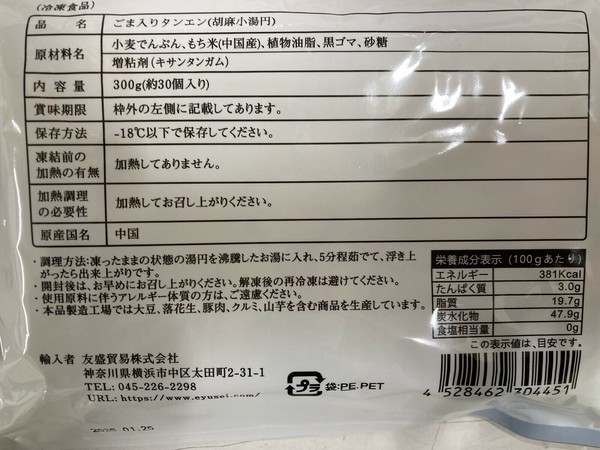 (冷凍食品)
品 名 ごま入りタンエン(胡麻小湯円)
原材料名 小麦でんぷん、もち米(中国産)、植物油脂、黒ゴマ、砂糖
増粘剤(キサンタンガム)
内容量 300g(約30個入り)
賞味期限 枠外の左側に記載してあります。
保存方法 -18℃以下で保存してください。
凍結前の
加熱の有無 加熱してありません。
加熱調理
の必要性 加熱してお召し上がりください。
原産国名 中国
・調理方法:凍ったままの状態の湯円を沸騰したお湯に入れ、5分程茹でて、浮き上
がったら出来上がりです。
・開封後は、お早めにお召し上がりください。解凍後の再冷凍は避けてください。
・使用原料に伴うアレルギー体質の方は、ご遠慮ください。
・本品製造工場では大豆、落花生、豚肉、クルミ、山芋を含む商品を生産しています。
栄養成分表示 (100gあたり)
エネルギー 381Kcal
たんぱく質 3.0g
脂質 19.7g
炭水化物 47.9g
食塩相当量 0g
この表示値は、目安です。
輸入者 友盛貿易株式会社
神奈川県横浜市中区太田町2-31-1
TEL: 045-226-2298
URL: https://www.eyusei.com/
プラ 袋:PE.PET
4 528462 304451